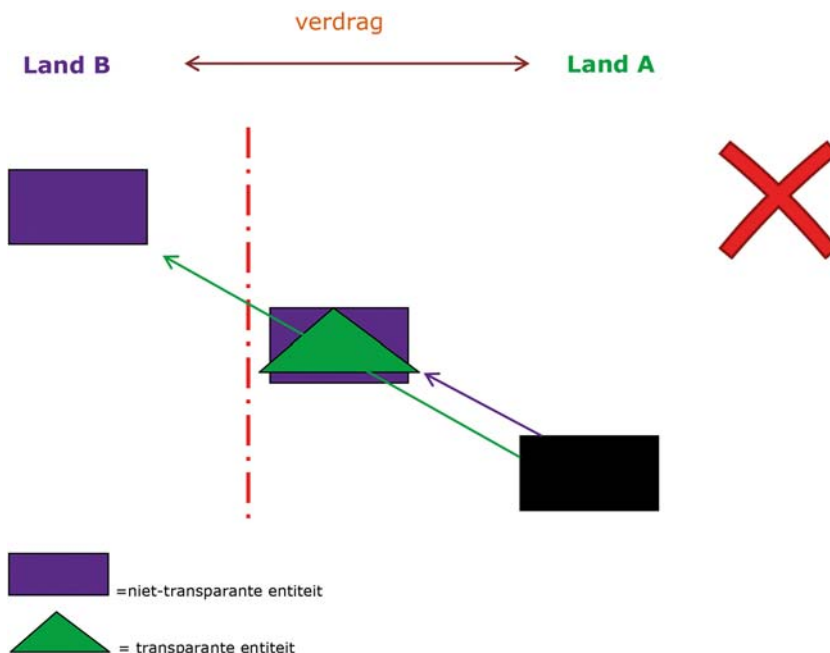 verdrag
Land B
Land A
=niet-transparante entiteit
= transparante entiteit